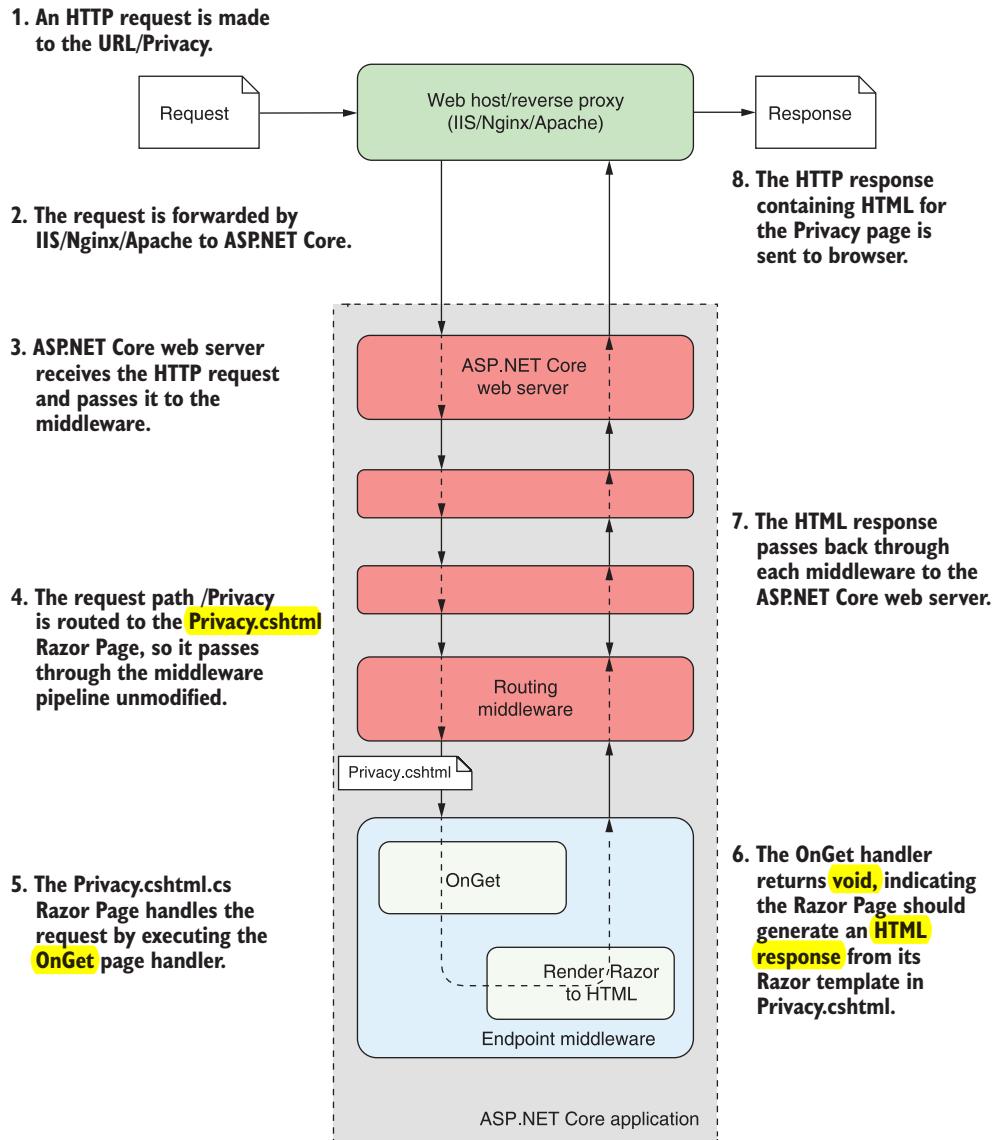 1. An HTTP request is made
to the URL/Privacy.
Request
Web host/reverse proxy
(IIS/Nginx/Apache)
Response
2. The request is forwarded by
IIS/Nginx/Apache to ASP.NET Core.
8. The HTTP response
containing HTML for
the Privacy page is
sent to browser.
3. ASP.NET Core web server
receives the HTTP request
and passes it to the
middleware.
ASP.NET Core
web server
7. The HTML response
passes back through
each middleware to the
ASP.NET Core web server.
4. The request path /Privacy
is routed to the Privacy.cshtml
Razor Page, so it passes
through the middleware
pipeline unmodified.
Routing
middleware
Privacy.cshtml
5. The Privacy.cshtml.cs
Razor Page handles the
request by executing the
OnGet page handler.
OnGet
Render Razor
to HTML
Endpoint middleware
6. The OnGet handler
returns void, indicating
the Razor Page should
generate an HTML
response from its
Razor template in
Privacy.cshtml.
ASP.NET Core application